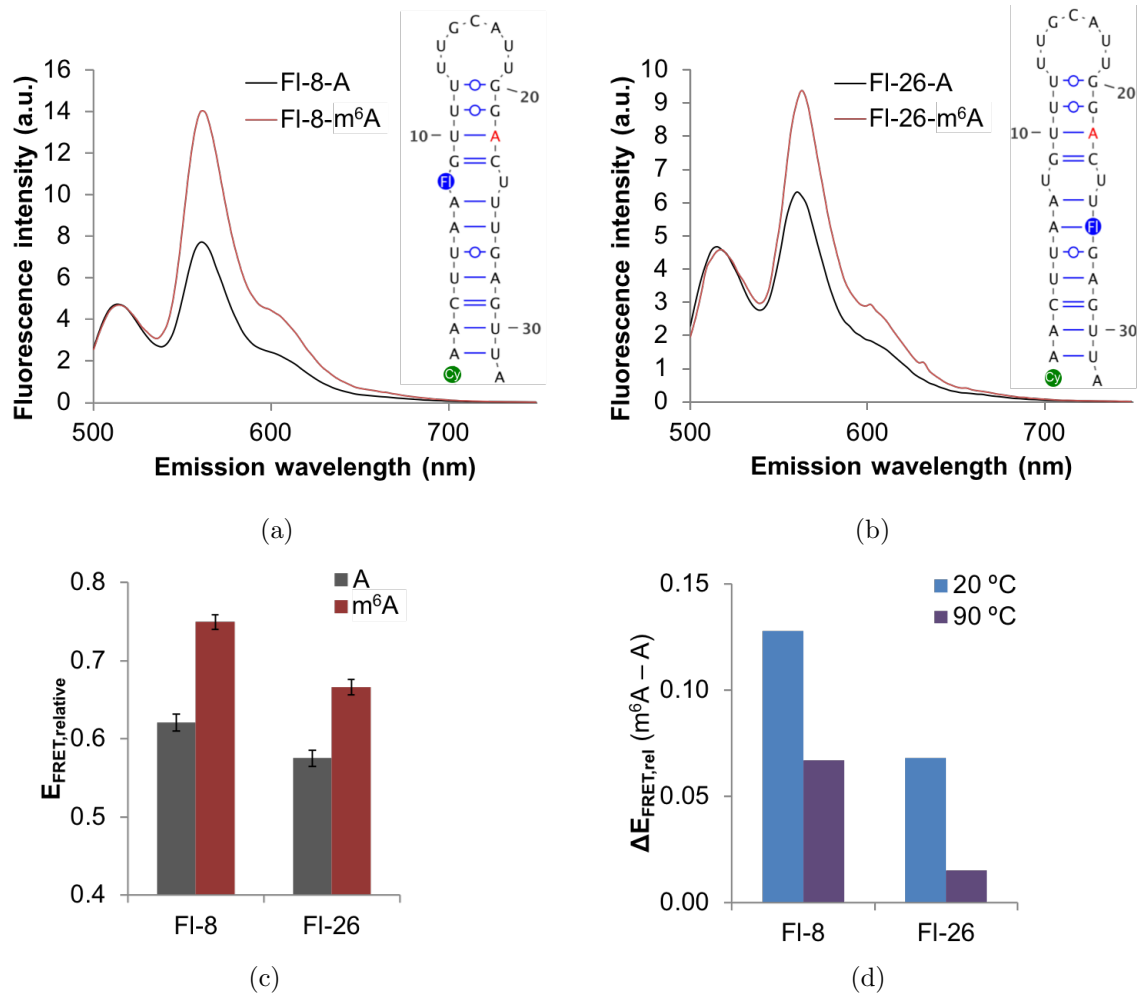 Fluorescence intensity (a.u.)
16
14
12
10
8
6
4
2
0
500
600
700
Emission wavelength (nm)
Fl-8-A
Fl-8-m⁶A
G C A
U U
U U
U G
20
U G
10 U A
G C
Fl U
A U
A U
U G
U A
C G
A U 30
A U
Cy A
(a)
Fluorescence intensity (a.u.)
10
9
8
7
6
5
4
3
2
1
0
500
600
700
Emission wavelength (nm)
Fl-26-A
Fl-26-m⁶A
G C A
U U
U U
U G
20
U G
10 U A
G C
U U
A U
A Fl
U G
U A
C G
A U 30
A U
Cy A
(b)
E_FRET,relative
0.8
0.7
0.6
0.5
0.4
A
m⁶A
Fl-8 Fl-26
(c)
ΔE_FRET,rel (m⁶A – A)
0.15
0.10
0.05
0.00
20 ºC
90 ºC
Fl-8 Fl-26
(d)